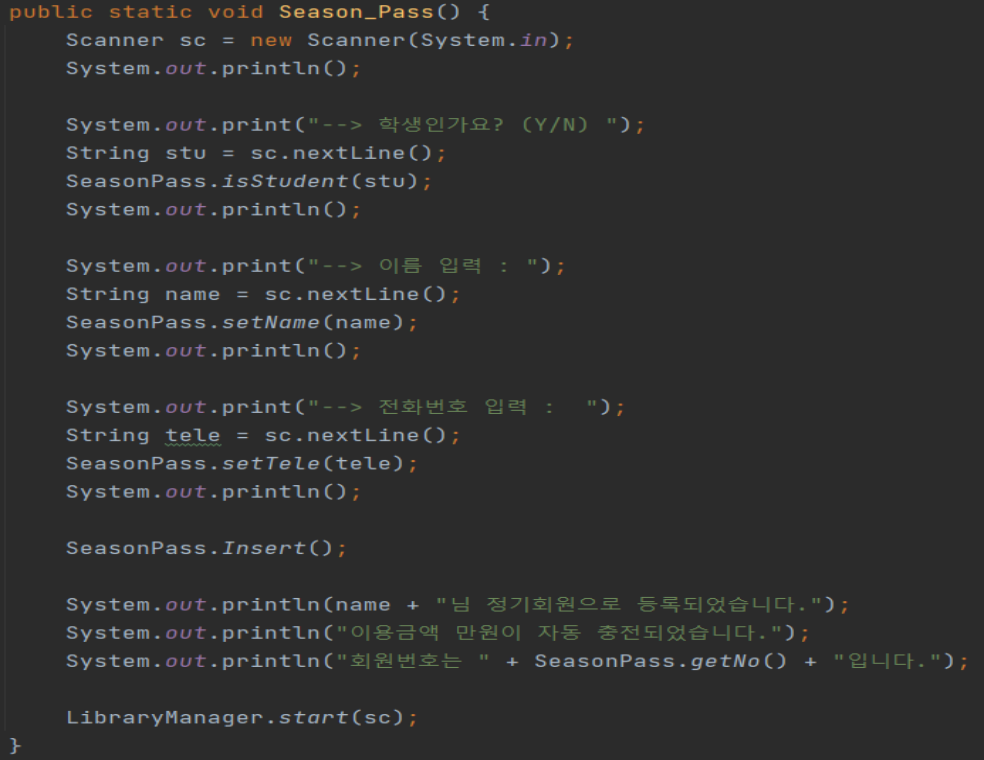 public static void Season_Pass() {
Scanner sc = new Scanner(System.in);
System.out.println();
System.out.print("--> 학생인가요? (Y/N) ");
String stu = sc.nextLine();
SeasonPass.isStudent(stu);
System.out.println();
System.out.print("--> 이름 입력 : ");
String name = sc.nextLine();
SeasonPass.setName(name);
System.out.println();
System.out.print("--> 전화번호 입력 :  ");
String tele = sc.nextLine();
SeasonPass.setTele(tele);
System.out.println();
SeasonPass.Insert();
System.out.println(name + "님 정기회원으로 등록되었습니다.");
System.out.println("이용금액 만원이 자동 충전되었습니다.");
System.out.println("회원번호는 " + SeasonPass.getNo() + "입니다.");
LibraryManager.start(sc);
}